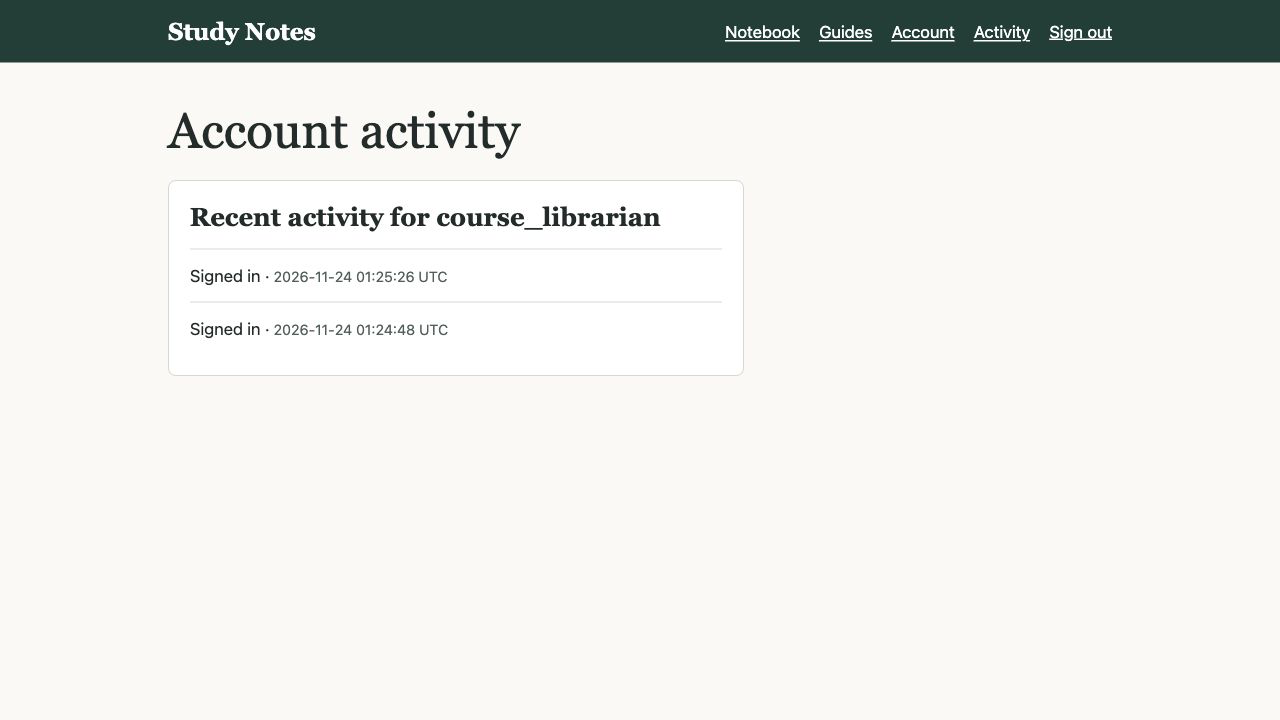 Study Notes
Notebook Guides Account Activity Sign out
Account activity
Recent activity for course_librarian
Signed in · 2026-11-24 01:25:26 UTC
Signed in · 2026-11-24 01:24:48 UTC